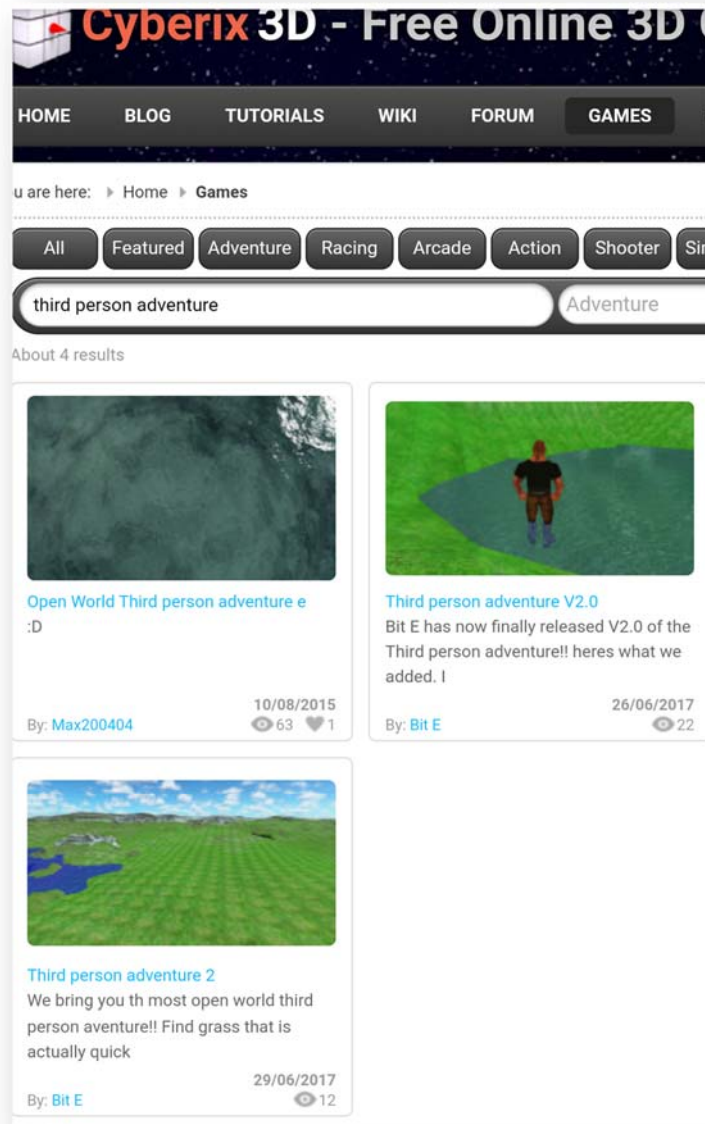 Cyberix 3D - Free Online 3D
HOME BLOG TUTORIALS WIKI FORUM GAMES
u are here: Home Games
All Featured Adventure Racing Arcade Action Shooter Sir
third person adventure Adventure
About 4 results
Open World Third person adventure e
:D
10/08/2015
By: Max200404 63 1
Third person adventure V2.0
Bit E has now finally released V2.0 of the
Third person adventure!! heres what we
added. I
26/06/2017
By: Bit E 22
Third person adventure 2
We bring you th most open world third
person aventure!! Find grass that is
actually quick
29/06/2017
By: Bit E 12